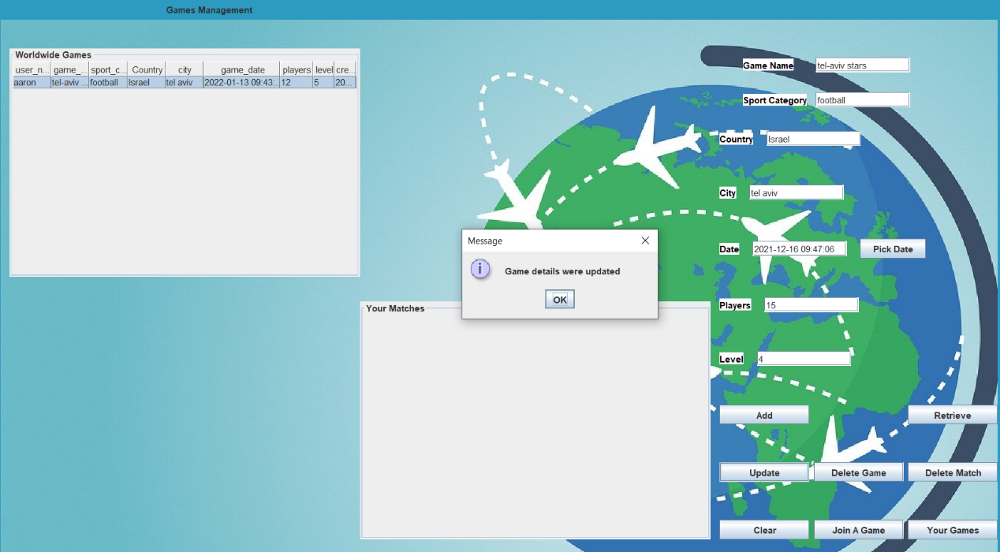 Games Management
Worldwide Games
user_n... game_... sport_c... Country city game_date players level cre...
aaron tel-aviv ... football Israel tel aviv 2022-01-13 09:43:... 12 5 20...
Game Name tel-aviv stars
Sport Category football
Country Israel
City tel aviv
Date 2021-12-16 09:47:06 Pick Date
Message
Game details were updated
OK
Your Matches
Players 15
Level 4
Add Retrieve
Update Delete Game Delete Match
Clear Join A Game Your Games